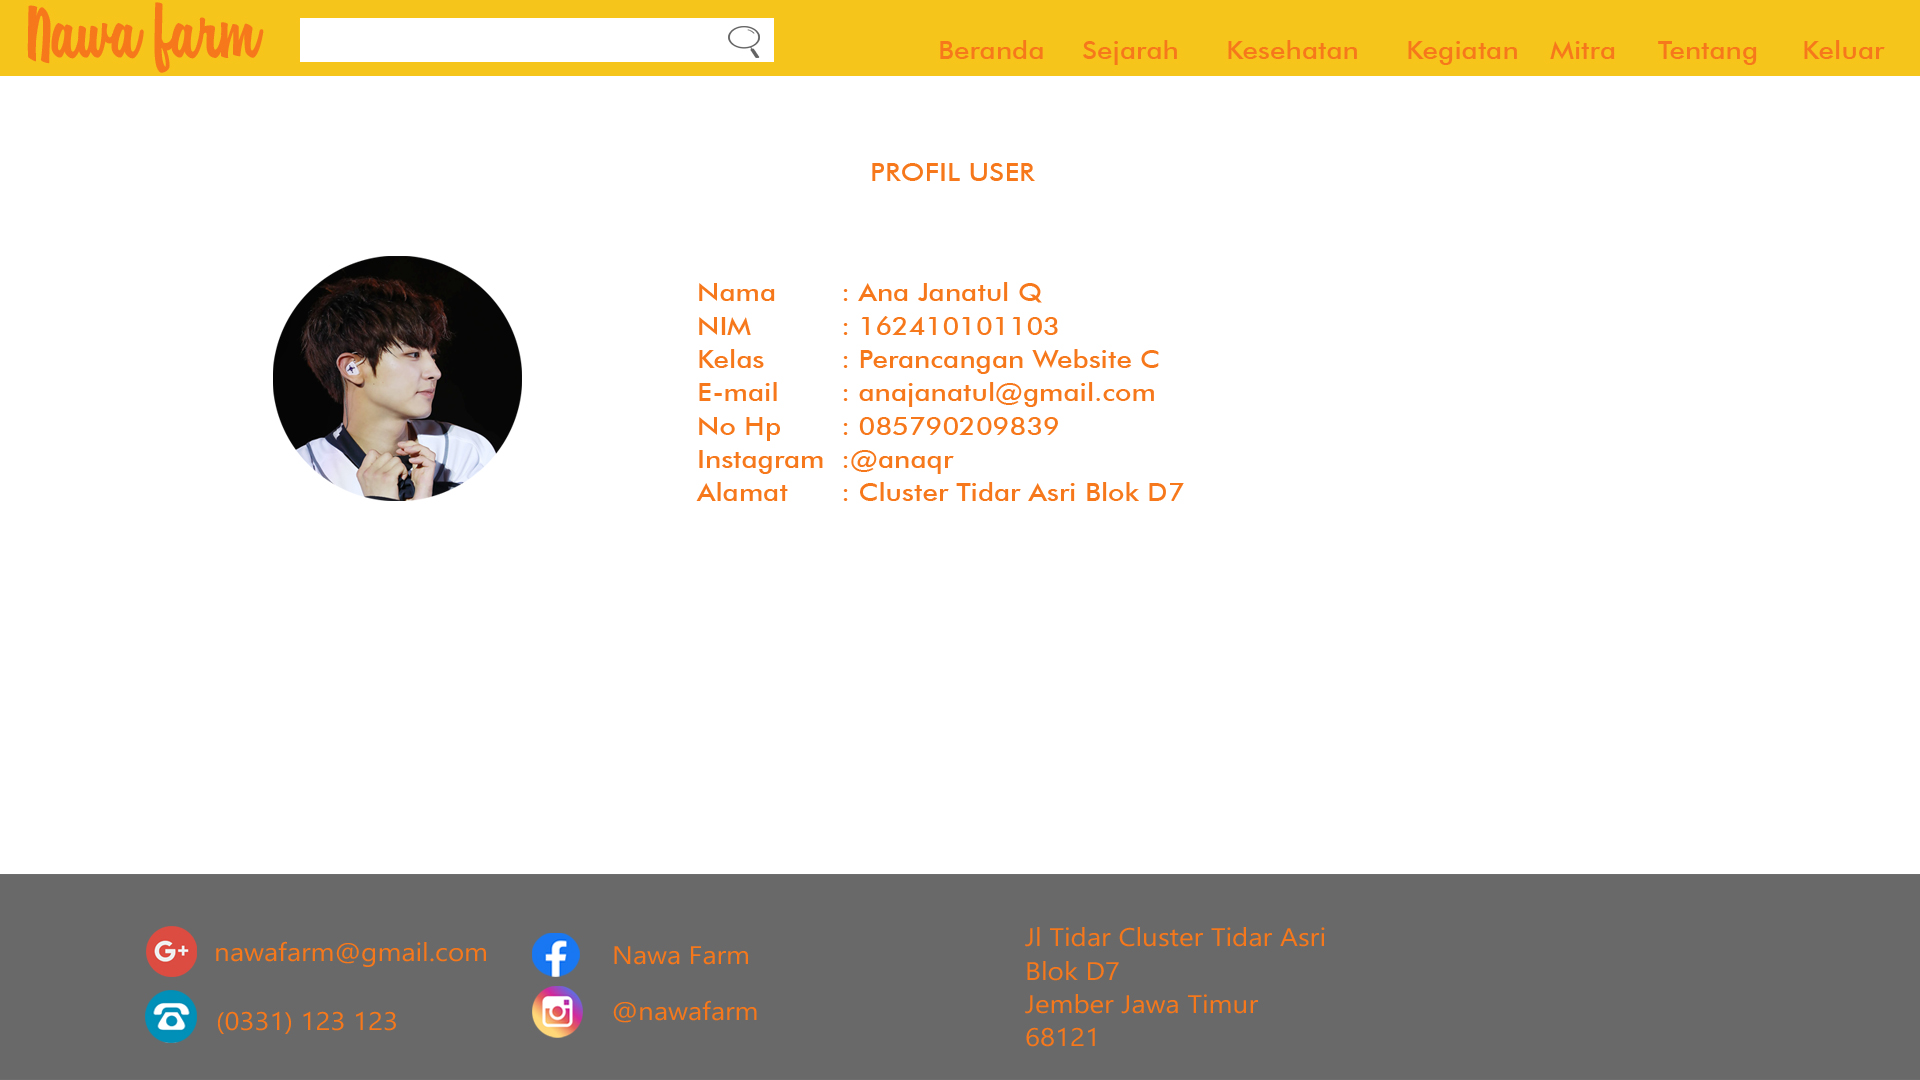 Nawa farm
Beranda Sejarah Kesehatan Kegiatan Mitra Tentang Keluar
PROFIL USER
Nama : Ana Janatul Q
NIM : 162410101103
Kelas : Perancangan Website C
E-mail : anajanatul@gmail.com
No Hp : 085790209839
Instagram :@anaqr
Alamat : Cluster Tidar Asri Blok D7
G+ nawafarm@gmail.com
(0331) 123 123
f Nawa Farm
@nawafarm
Jl Tidar Cluster Tidar Asri
Blok D7
Jember Jawa Timur
68121